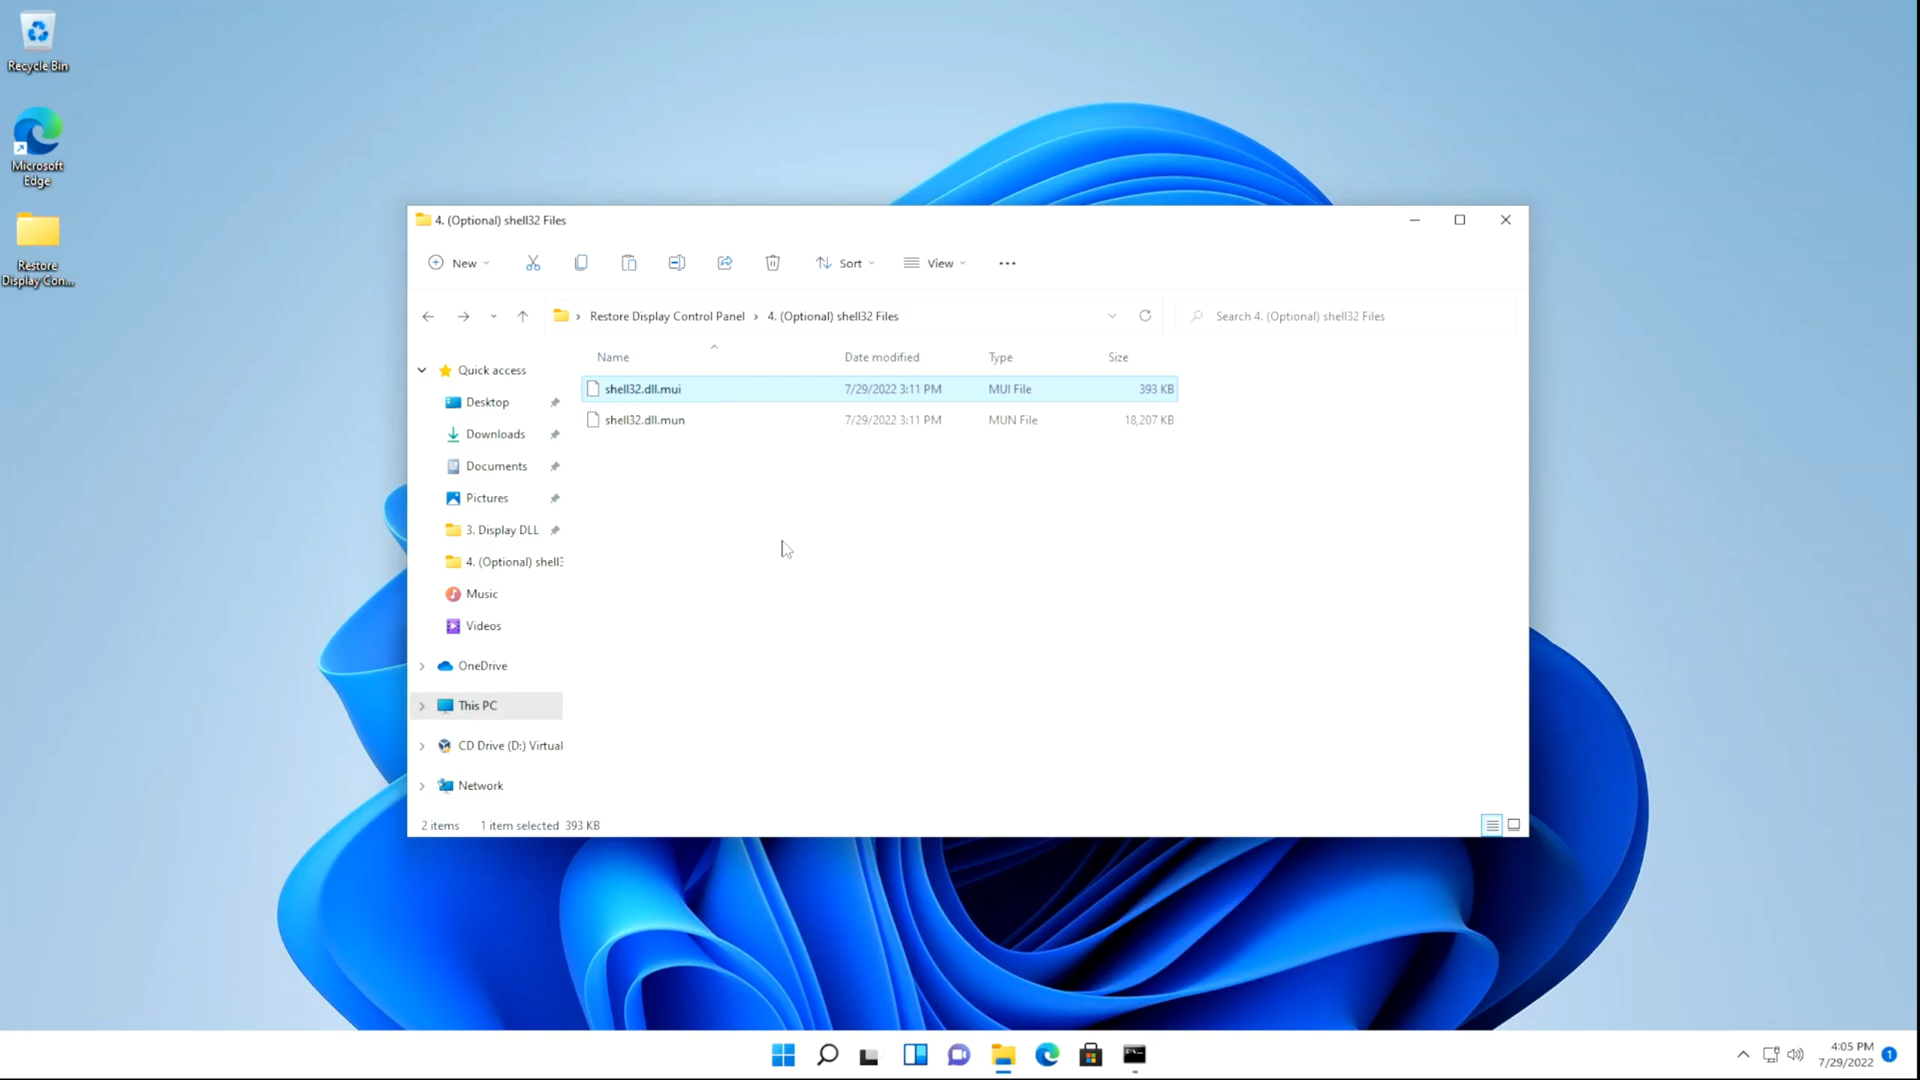 Recycle Bin
Microsoft
Edge
Restore
Display Con...
4. (Optional) shell32 Files
New
Sort
View
Restore Display Control Panel
4. (Optional) shell32 Files
Search 4. (Optional) shell32 Files
Name Date modified Type Size
shell32.dll.mui 7/29/2022 3:11 PM MUI File 393 KB
shell32.dll.mun 7/29/2022 3:11 PM MUN File 18,207 KB
Quick access
Desktop
Downloads
Documents
Pictures
3. Display DLL
4. (Optional) shell3
Music
Videos
OneDrive
This PC
CD Drive (D:) Virtual
Network
2 items 1 item selected 393 KB
4:05 PM
7/29/2022
1